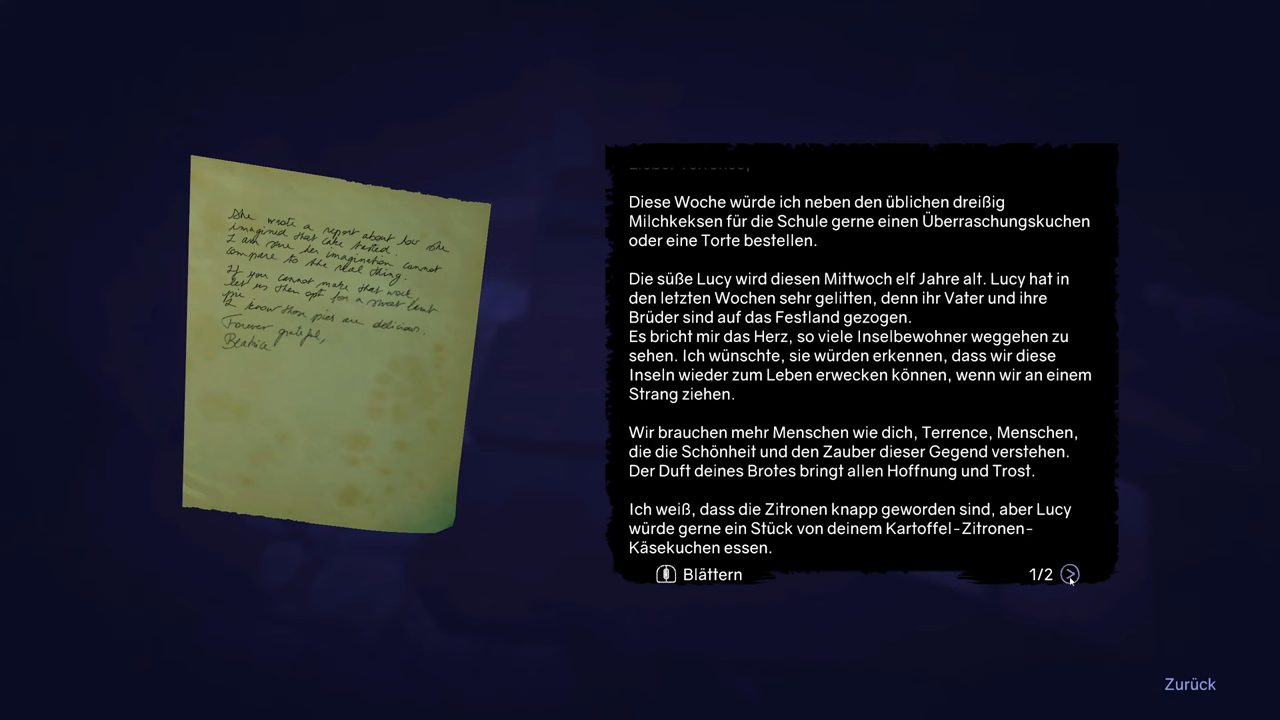 She wrote a report about how she
imagined that cake tasted.
I am sure her imagination cannot
compare to the real thing.
If you cannot make that work,
let us then opt for a sweet lamb
pie
I know them pies are delicious.
Forever grateful,
Beatrice
Lieber Terrence,
Diese Woche würde ich neben den üblichen dreißig
Milchkeksen für die Schule gerne einen Überraschungskuchen
oder eine Torte bestellen.
Die süße Lucy wird diesen Mittwoch elf Jahre alt. Lucy hat in
den letzten Wochen sehr gelitten, denn ihr Vater und ihre
Brüder sind auf das Festland gezogen.
Es bricht mir das Herz, so viele Inselbewohner weggehen zu
sehen. Ich wünschte, sie würden erkennen, dass wir diese
Inseln wieder zum Leben erwecken können, wenn wir an einem
Strang ziehen.
Wir brauchen mehr Menschen wie dich, Terrence, Menschen,
die die Schönheit und den Zauber dieser Gegend verstehen.
Der Duft deines Brotes bringt allen Hoffnung und Trost.
Ich weiß, dass die Zitronen knapp geworden sind, aber Lucy
würde gerne ein Stück von deinem Kartoffel-Zitronen-
Käsekuchen essen.
Blättern
1/2
Zurück